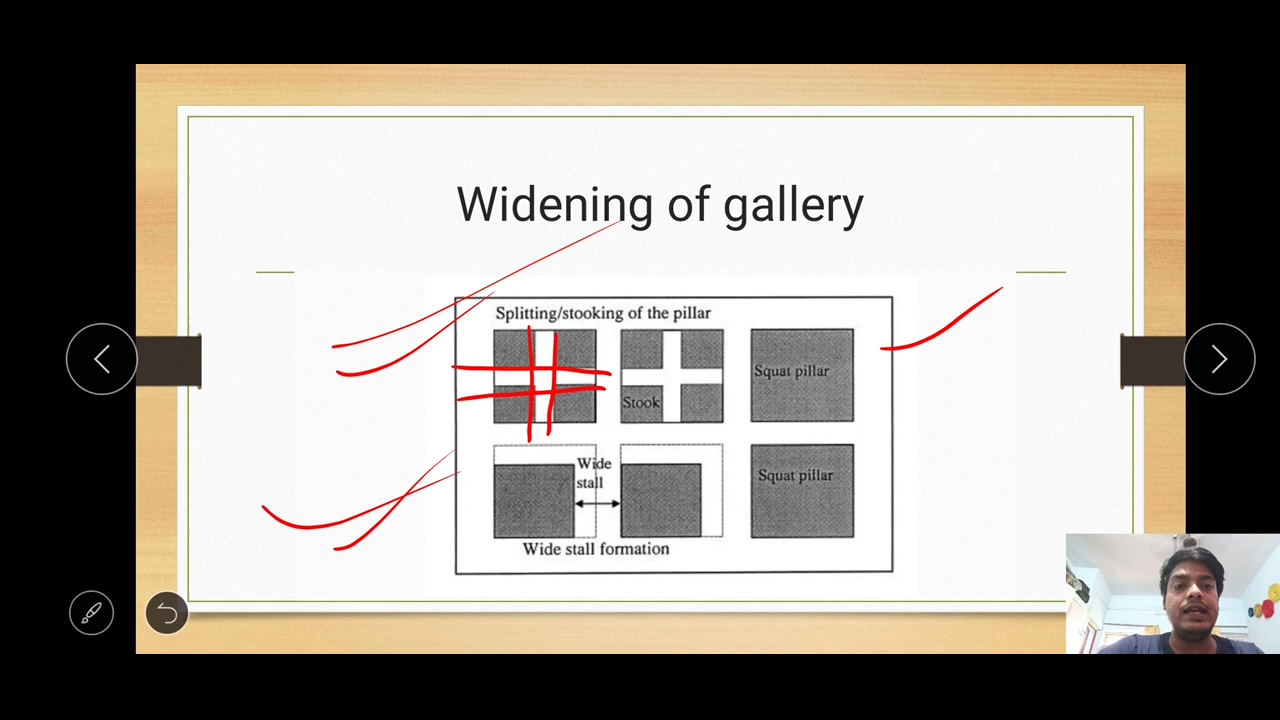 Widening of gallery
Splitting/stooking of the pillar
Squat pillar
Stook
Wide
stall
Squat pillar
Wide stall formation